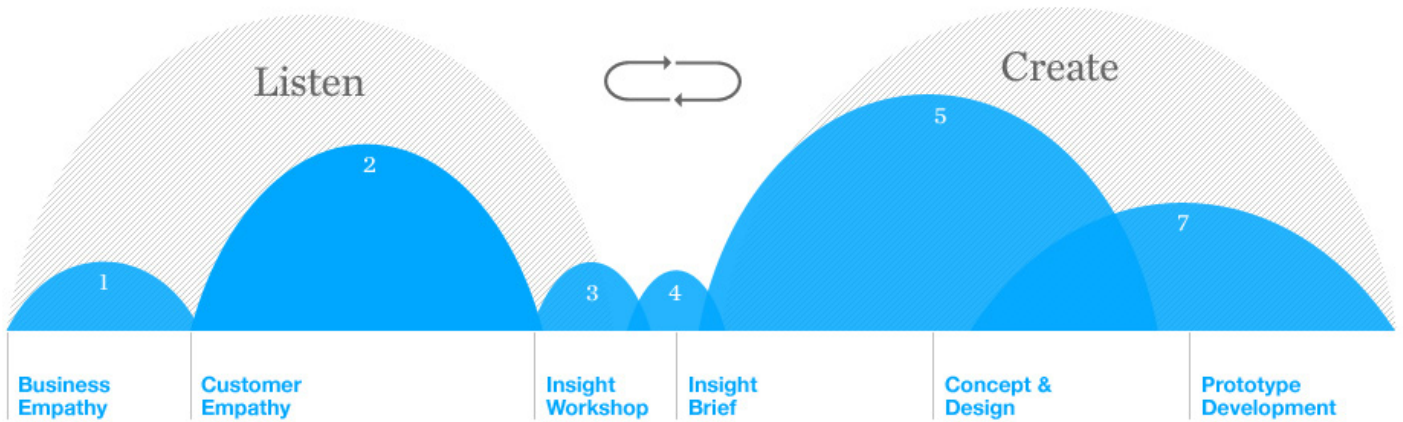 Listen
Create
1
2
3
4
5
7
Business
Empathy
Customer
Empathy
Insight
Workshop
Insight
Brief
Concept &
Design
Prototype
Development